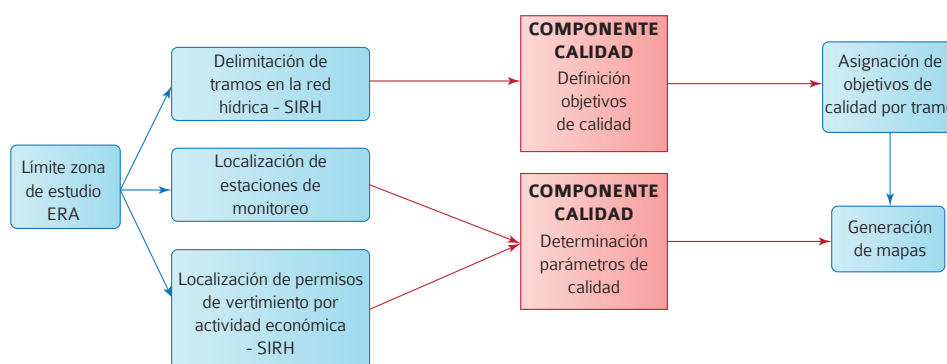 Límite zona
de estudio
ERA
Delimitación de
tramos en la red
hídrica - SIRH
Localización de
estaciones de
monitoreo
Localización de permisos
de vertimiento por
actividad económica
- SIRH
COMPONENTE
CALIDAD
Definición
objetivos
de calidad
COMPONENTE
CALIDAD
Determinación
parámetros de
calidad
Asignación de
objetivos de
calidad por tramo
Generación
de mapas